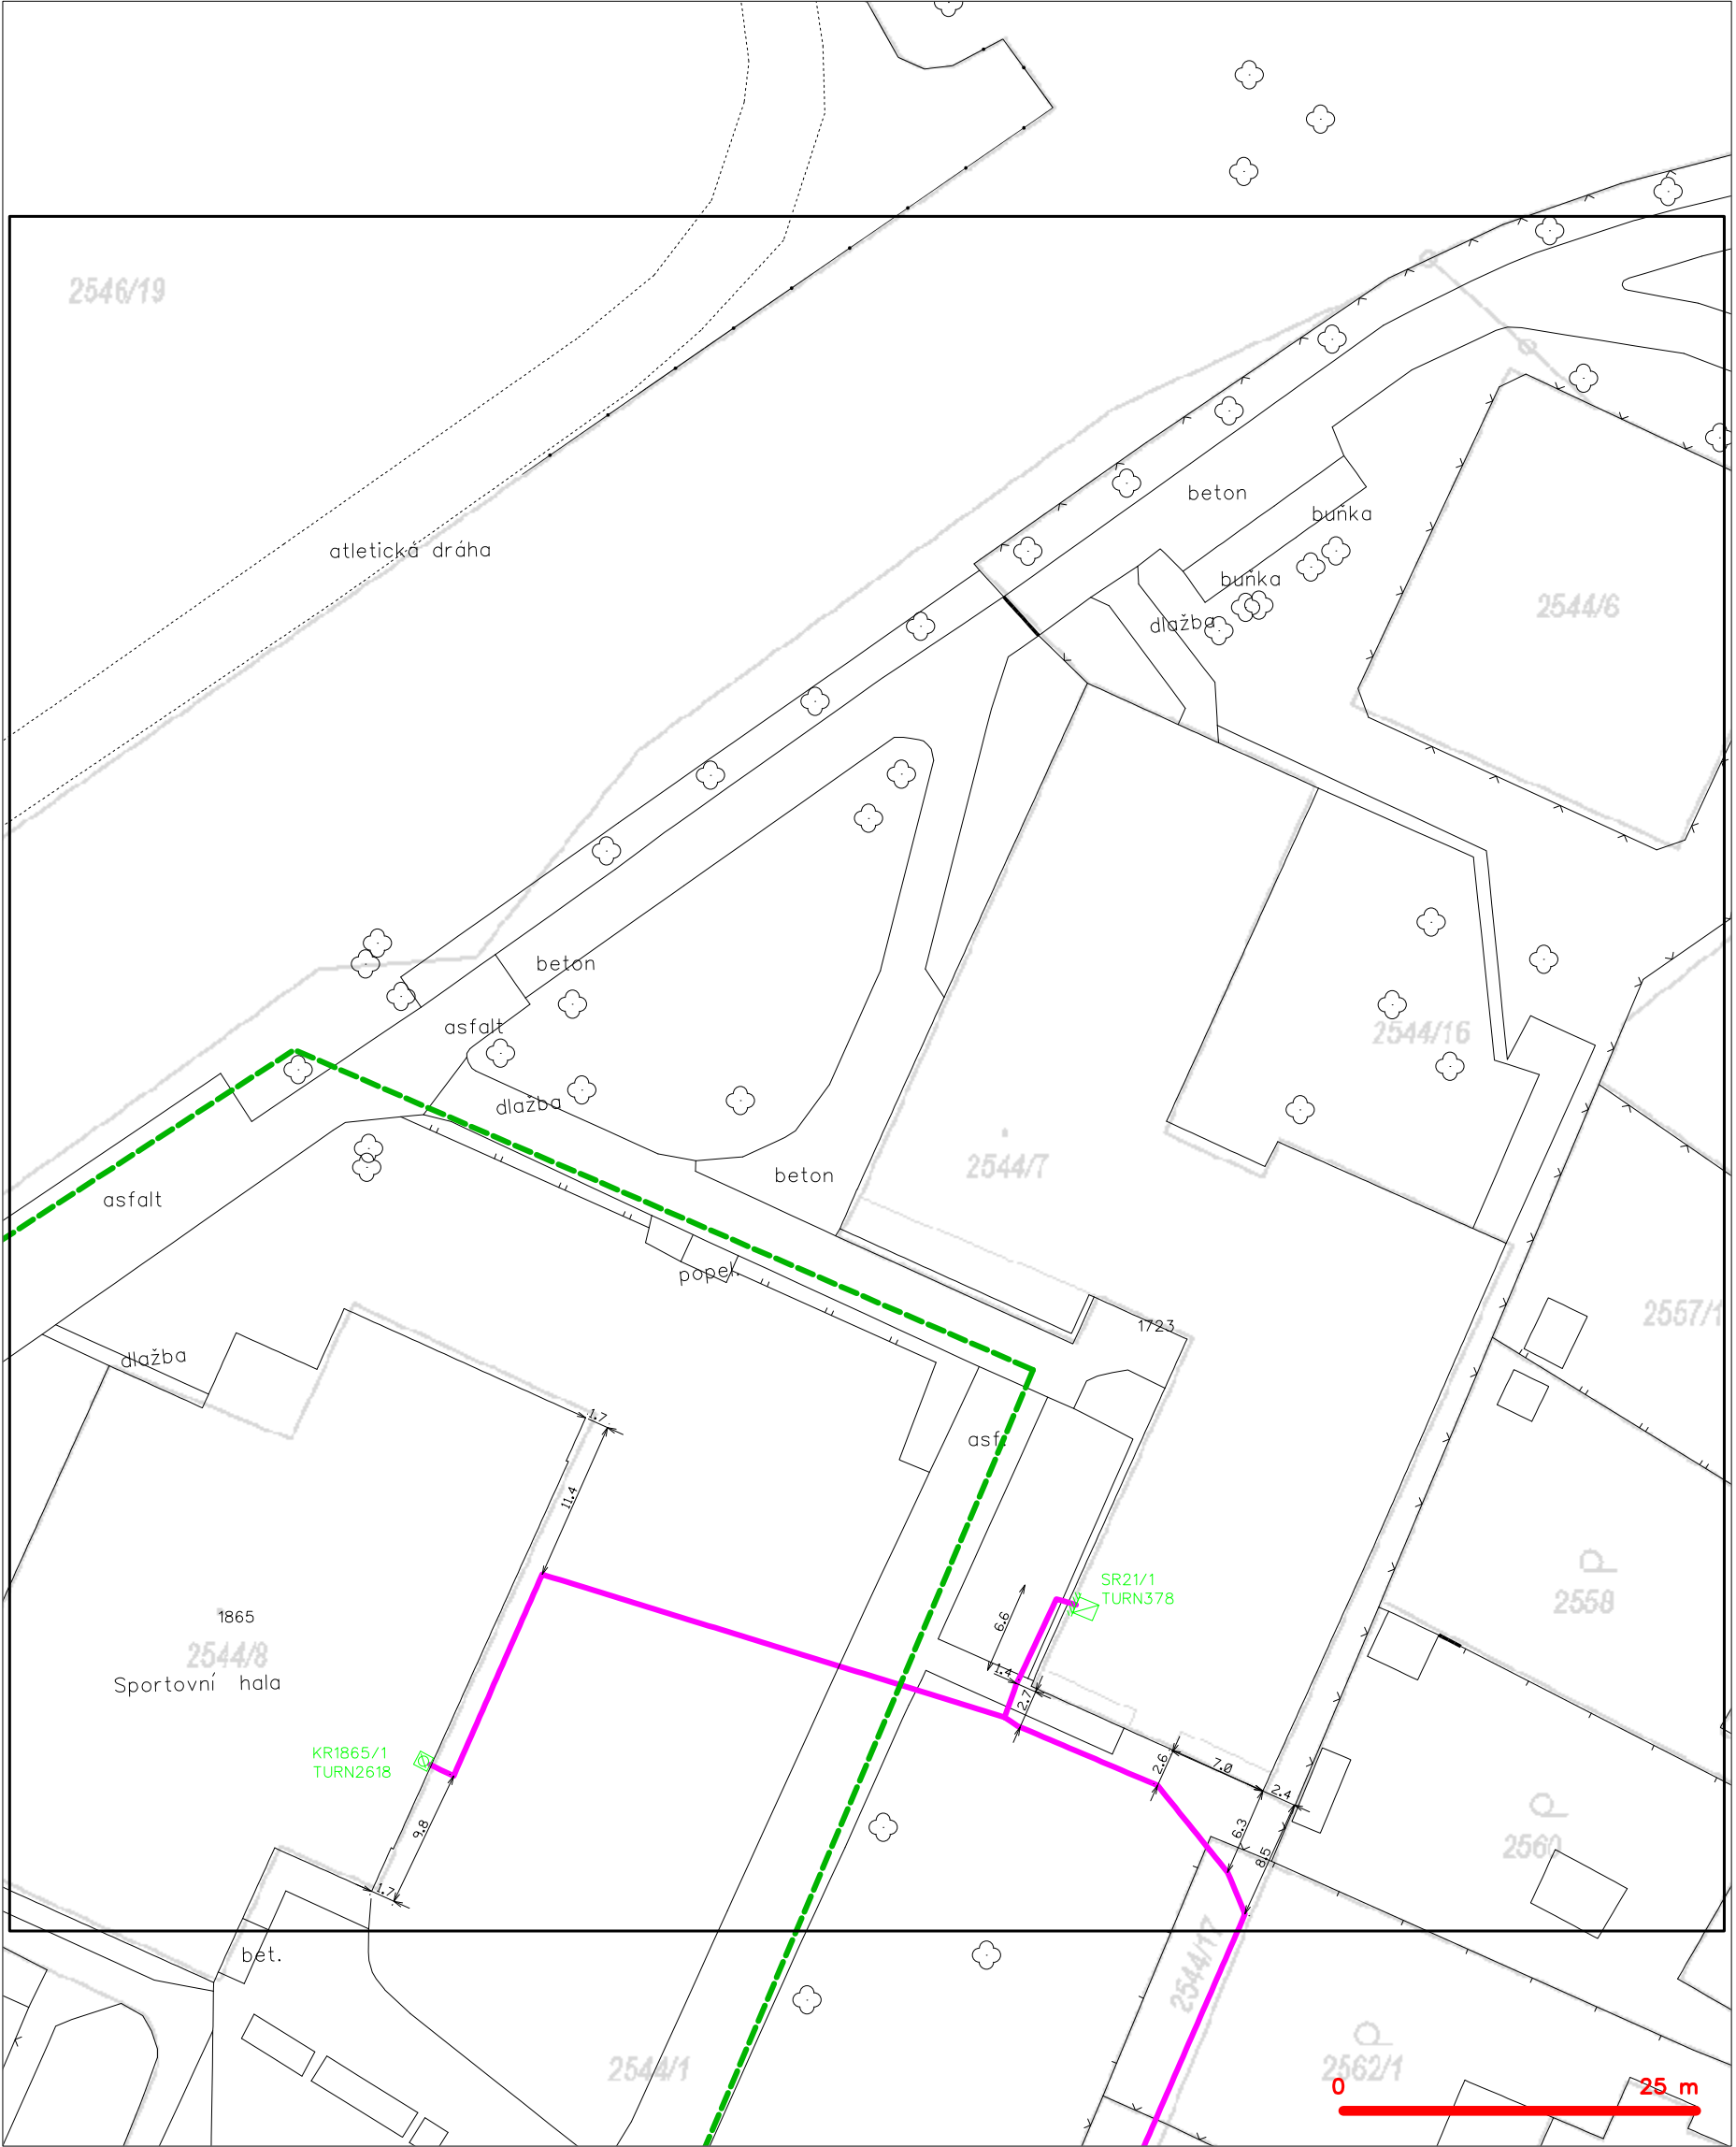 2546/19
beton
buňka
atletická dráha
buňka
2544/6
dlažba
beton
asfalt
2544/16
dlažba
2544/7
beton
asfalt
popel.
2557/1
1723
dlažba
1.7
asf.
11.4
SR21/1
TURN378
2558
1865
6.6
2544/8
Sportovní hala
1.4
2.7
KR1865/1
TURN2618
2.6
7.0
2.4
9.8
6.3
8.5
2560
1.7
bet.
2544/17
2544/1
2562/1
0
25 m